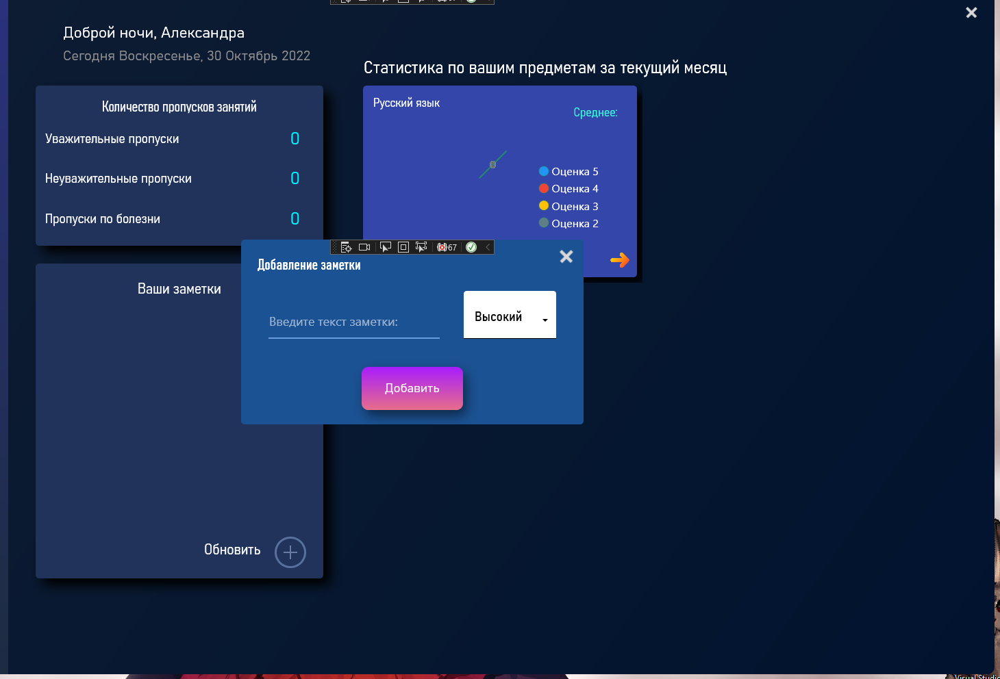 Доброй ночи, Александра
Сегодня Воскресенье, 30 Октябрь 2022
Статистика по вашим предметам за текущий месяц
Количество пропусков занятий
Уважительные пропуски 0
Неуважительные пропуски 0
Пропуски по болезни 0
Русский язык
Среднее:
0
Оценка 5
Оценка 4
Оценка 3
Оценка 2
67
Добавление заметки
Введите текст заметки:
Высокий
Добавить
Ваши заметки
Обновить
Visual Studio